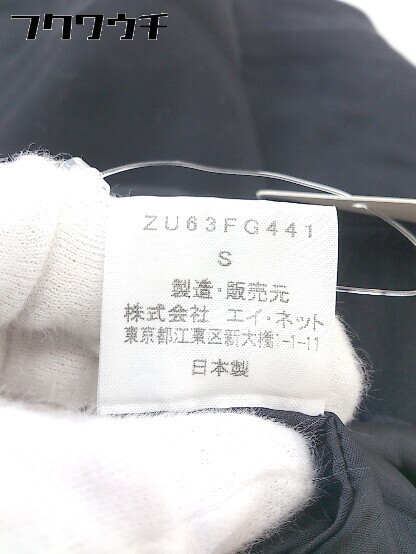 フクウクチ
ZU63FG441
S
製造・販売元
株式会社 エイ・ネット
東京都江東区新大橋1-1-11
日本製